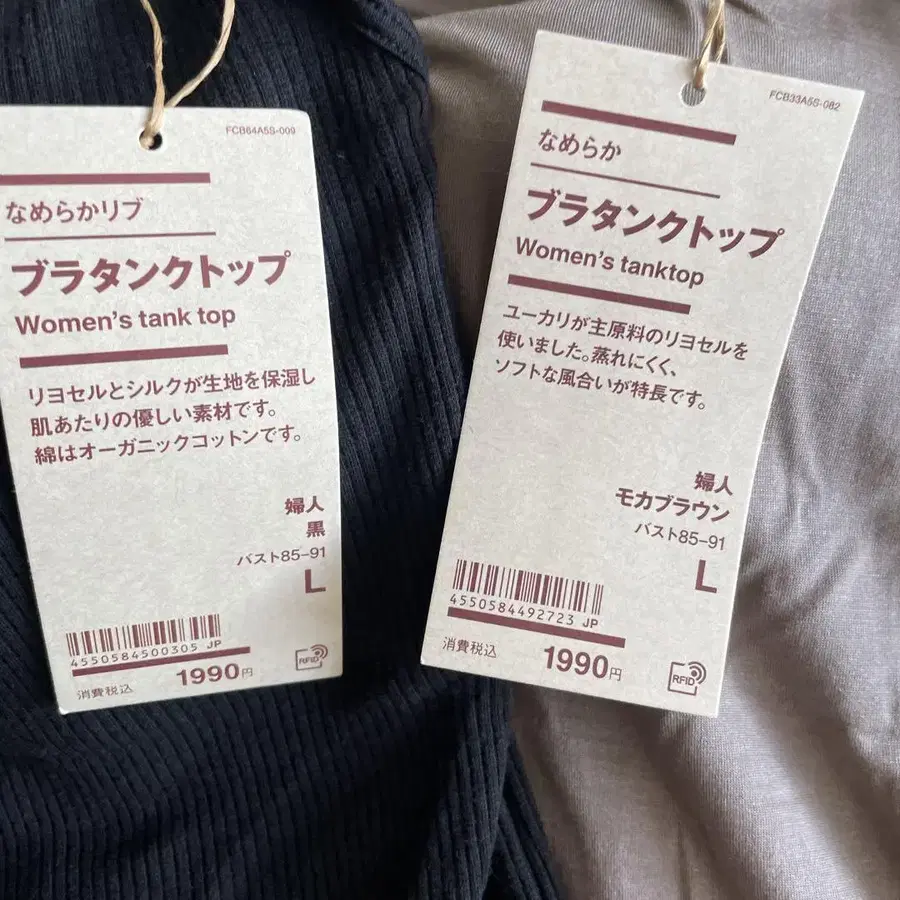 FCB64A5S-009
なめらかリブ
ブラタンクトップ
Women's tank top
リヨセルとシルクが生地を保湿し
肌あたりの優しい素材です。
綿はオーガニックコットンです。
婦人
黒
バスト85-91
L
4550584500305 JP
消費税込
1990円
RFID
FCB33A5S-082
なめらか
ブラタンクトップ
Women's tanktop
ユーカリが主原料のリヨセルを
使いました。蒸れにくく、
ソフトな風合いが特長です。
婦人
モカブラウン
バスト85-91
L
4550584492723 JP
消費税込
1990円
RFID